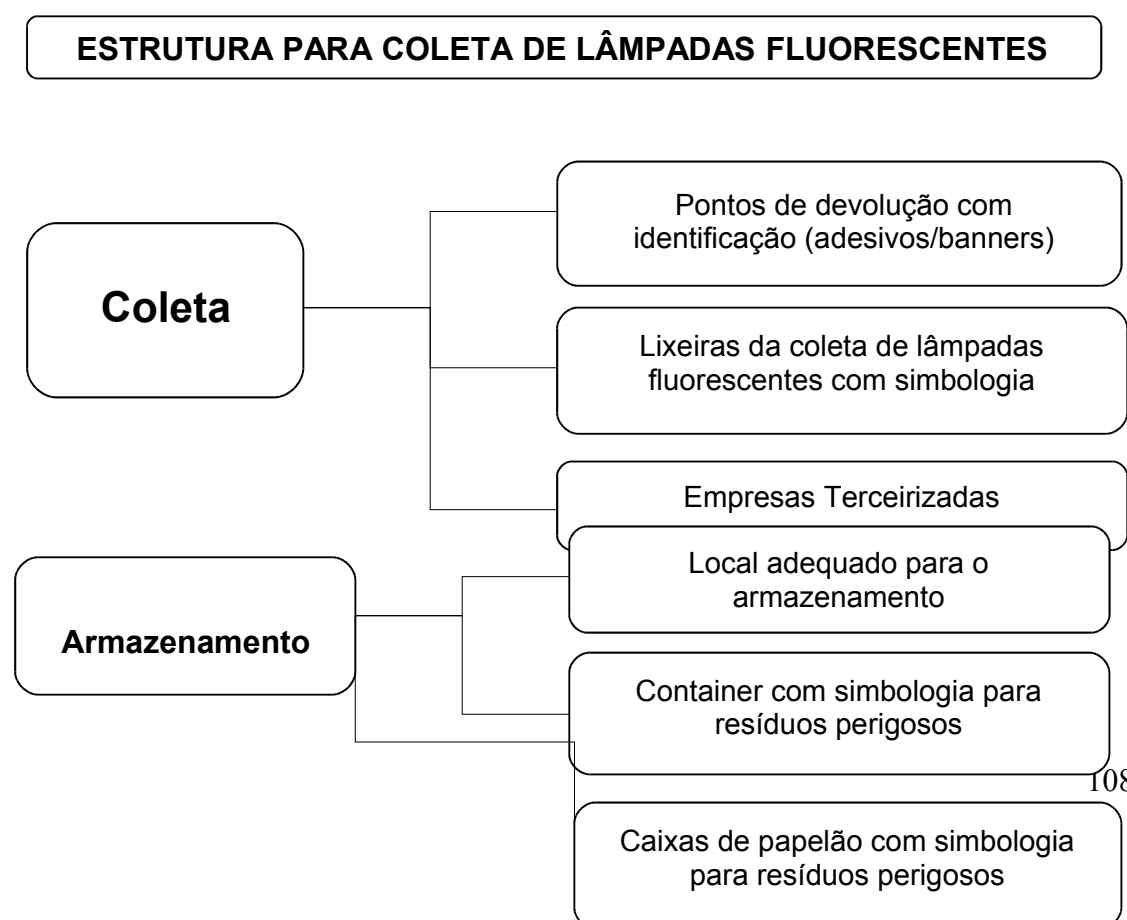 ESTRUTURA PARA COLETA DE LÂMPADAS FLUORESCENTES
Coleta
Pontos de devolução com
identificação (adesivos/banners)
Lixeiras da coleta de lâmpadas
fluorescentes com simbologia
Empresas Terceirizadas
Armazenamento
Local adequado para o
armazenamento
Container com simbologia para
resíduos perigosos
108
Caixas de papelão com simbologia
para resíduos perigosos